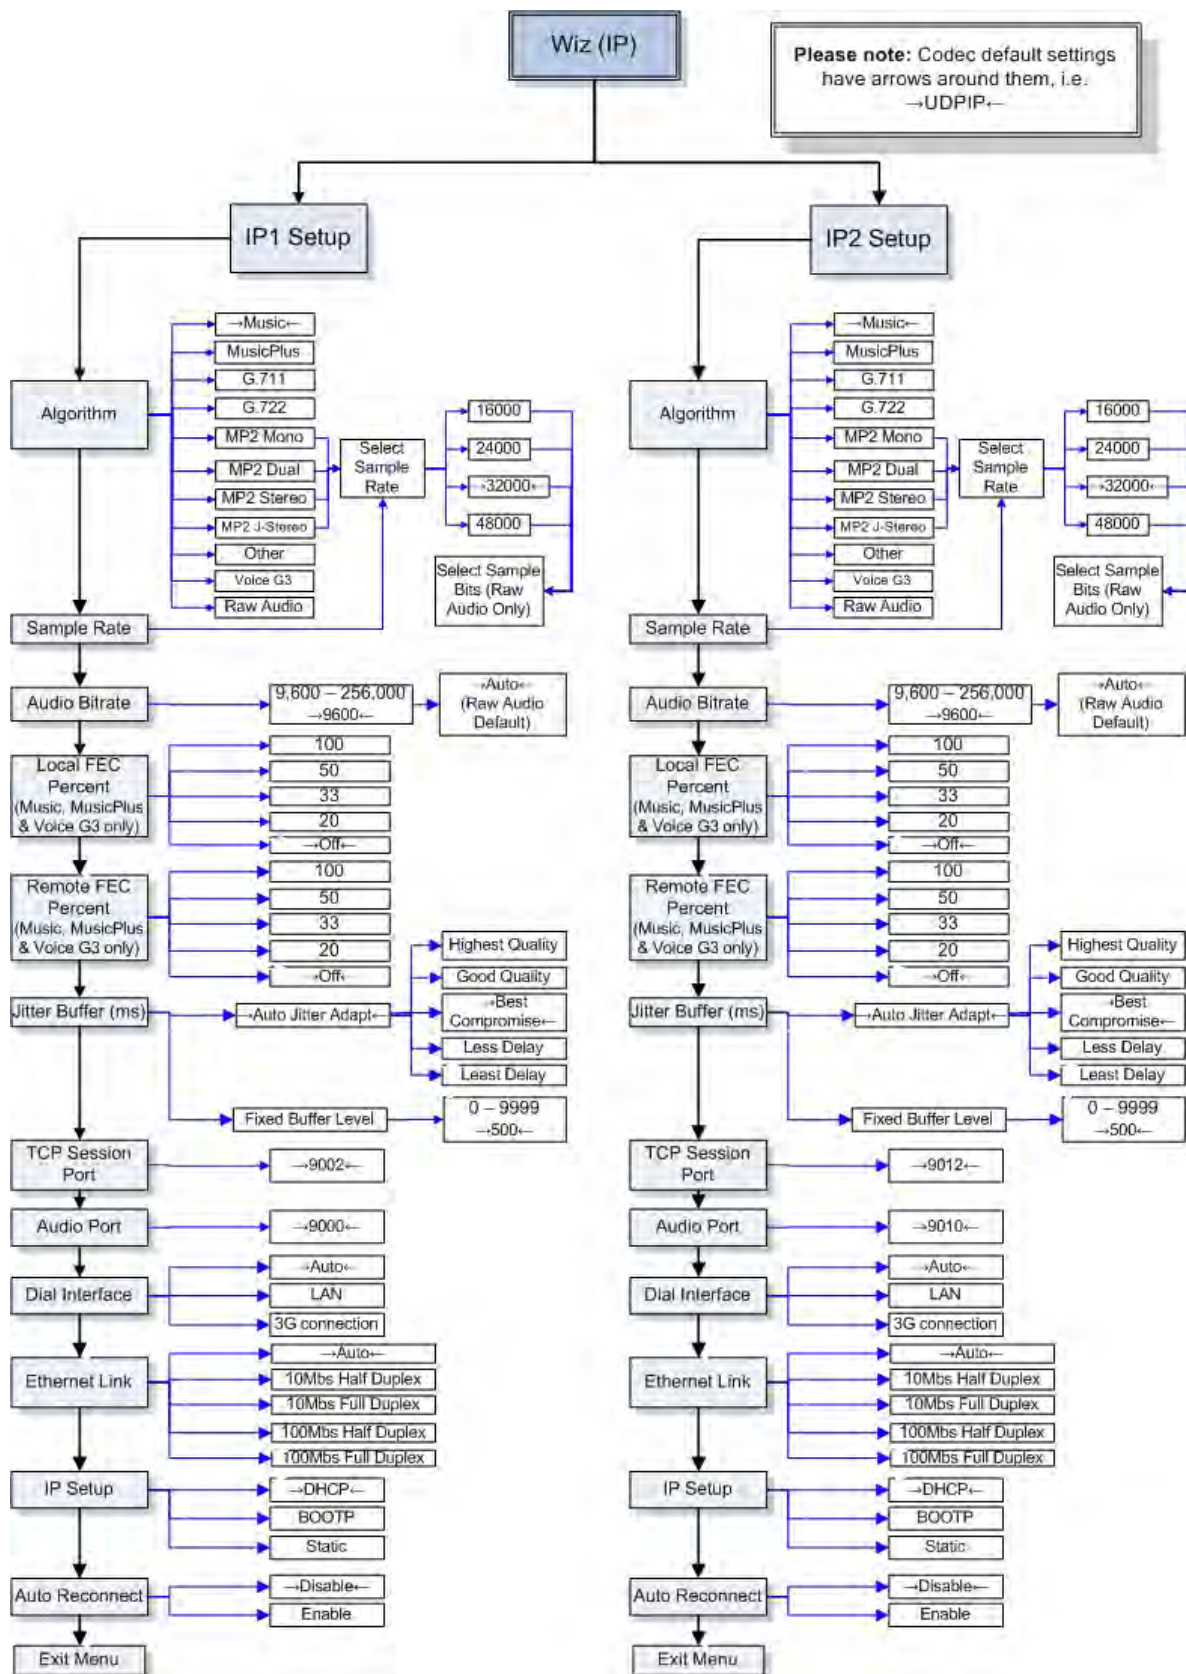 Wiz (IP)
Please note: Codec default settings
have arrows around them, i.e.
→UDPIP←
IP1 Setup
Algorithm
→Music←
MusicPlus
G.711
G.722
MP2 Mono
MP2 Dual
MP2 Stereo
MP2 J-Stereo
Other
Voice G3
Raw Audio
Select
Sample
Rate
16000
24000
→32000←
48000
Select Sample
Bits (Raw
Audio Only)
Sample Rate
Audio Bitrate
9,600 – 256,000
→9600←
→Auto←
(Raw Audio
Default)
Local FEC
Percent
(Music, MusicPlus
& Voice G3 only)
100
50
33
20
→Off←
Remote FEC
Percent
(Music, MusicPlus
& Voice G3 only)
100
50
33
20
→Off←
Jitter Buffer (ms)
→Auto Jitter Adapt←
Highest Quality
Good Quality
→Best
Compromise←
Less Delay
Least Delay
Fixed Buffer Level
0 – 9999
→500←
TCP Session
Port
→9002←
Audio Port
→9000←
Dial Interface
→Auto←
LAN
3G connection
Ethernet Link
→Auto←
10Mbs Half Duplex
10Mbs Full Duplex
100Mbs Half Duplex
100Mbs Full Duplex
IP Setup
→DHCP←
BOOTP
Static
Auto Reconnect
→Disable←
Enable
Exit Menu
IP2 Setup
Algorithm
→Music←
MusicPlus
G.711
G.722
MP2 Mono
MP2 Dual
MP2 Stereo
MP2 J-Stereo
Other
Voice G3
Raw Audio
Select
Sample
Rate
16000
24000
→32000←
48000
Select Sample
Bits (Raw
Audio Only)
Sample Rate
Audio Bitrate
9,600 – 256,000
→9600←
→Auto←
(Raw Audio
Default)
Local FEC
Percent
(Music, MusicPlus
& Voice G3 only)
100
50
33
20
→Off←
Remote FEC
Percent
(Music, MusicPlus
& Voice G3 only)
100
50
33
20
→Off←
Jitter Buffer (ms)
→Auto Jitter Adapt←
Highest Quality
Good Quality
→Best
Compromise←
Less Delay
Least Delay
Fixed Buffer Level
0 – 9999
→500←
TCP Session
Port
→9012←
Audio Port
→9010←
Dial Interface
→Auto←
LAN
3G connection
Ethernet Link
→Auto←
10Mbs Half Duplex
10Mbs Full Duplex
100Mbs Half Duplex
100Mbs Full Duplex
IP Setup
→DHCP←
BOOTP
Static
Auto Reconnect
→Disable←
Enable
Exit Menu